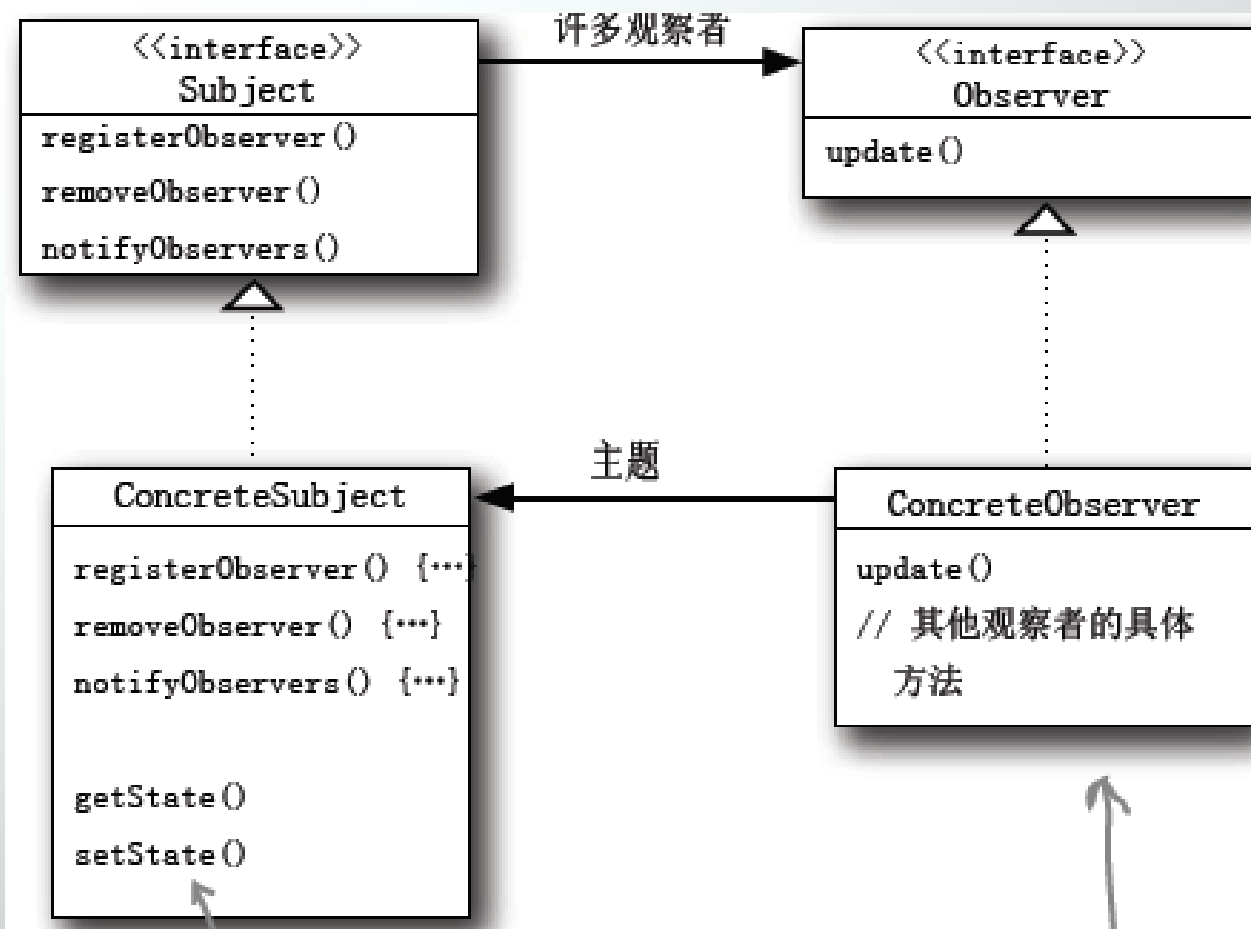 <<interface>>
Subject
registerObserver()
removeObserver()
notifyObservers()
许多观察者
<<interface>>
Observer
update()
主题
ConcreteSubject
registerObserver() {…}
removeObserver() {…}
notifyObservers() {…}
getState()
setState()
ConcreteObserver
update()
// 其他观察者的具体
方法